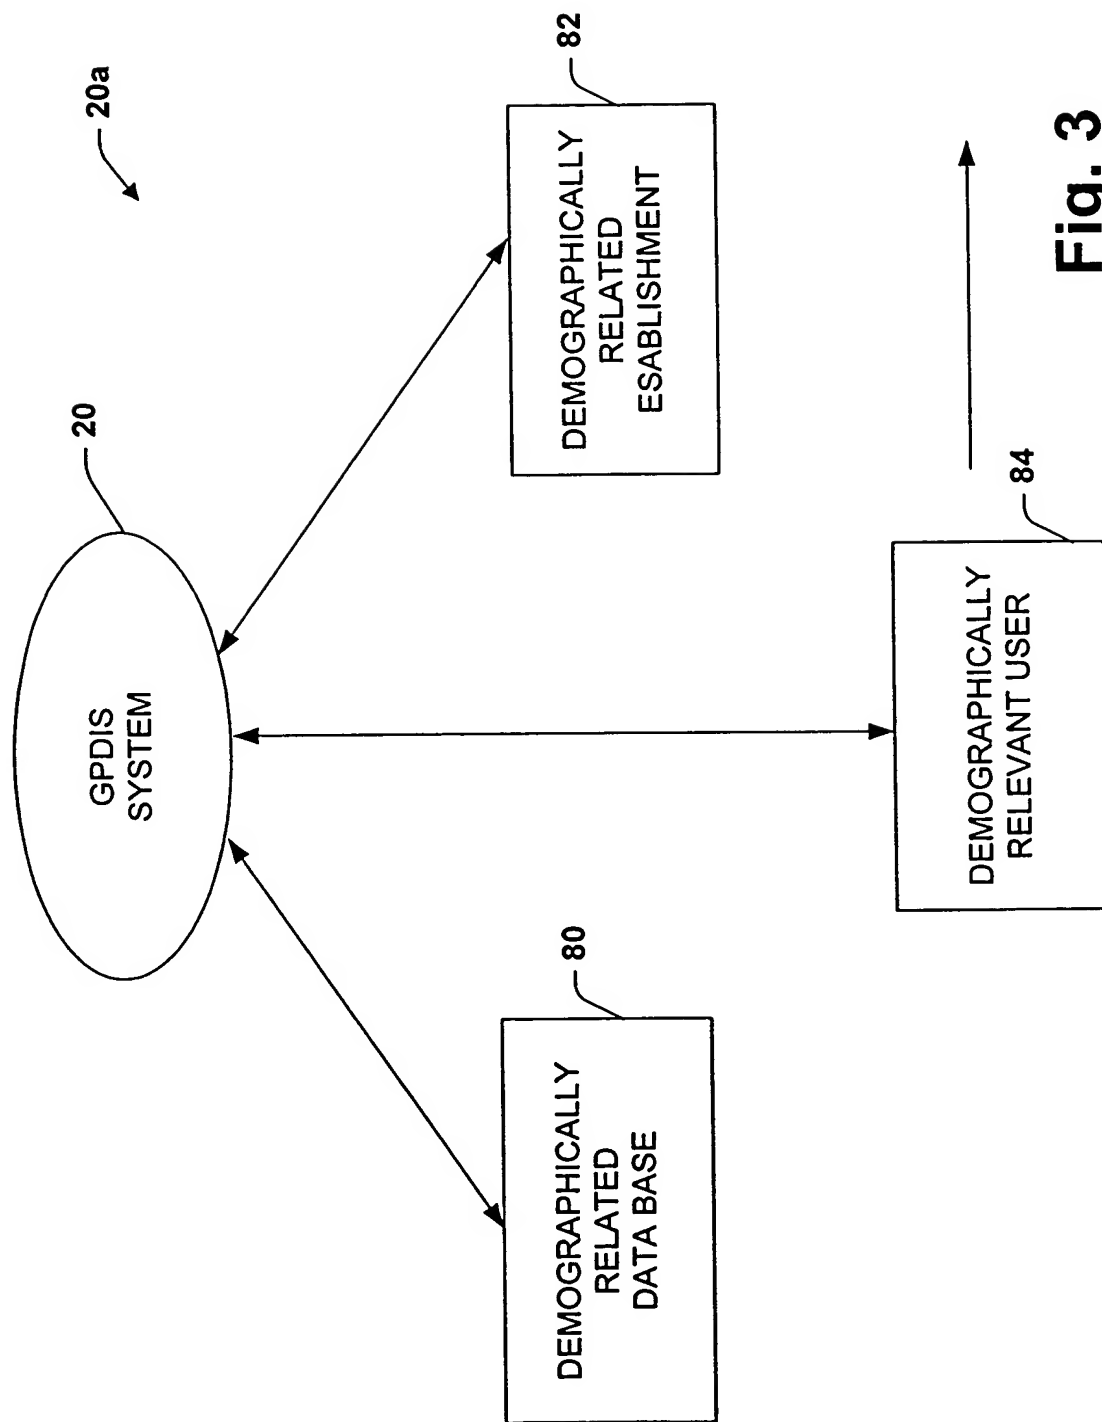 20a
20
GPDIS
SYSTEM
80
DEMOGRAPHICALLY
RELATED
DATA BASE
82
DEMOGRAPHICALLY
RELATED
ESABLISHMENT
84
DEMOGRAPHICALLY
RELEVANT USER
Fig. 3